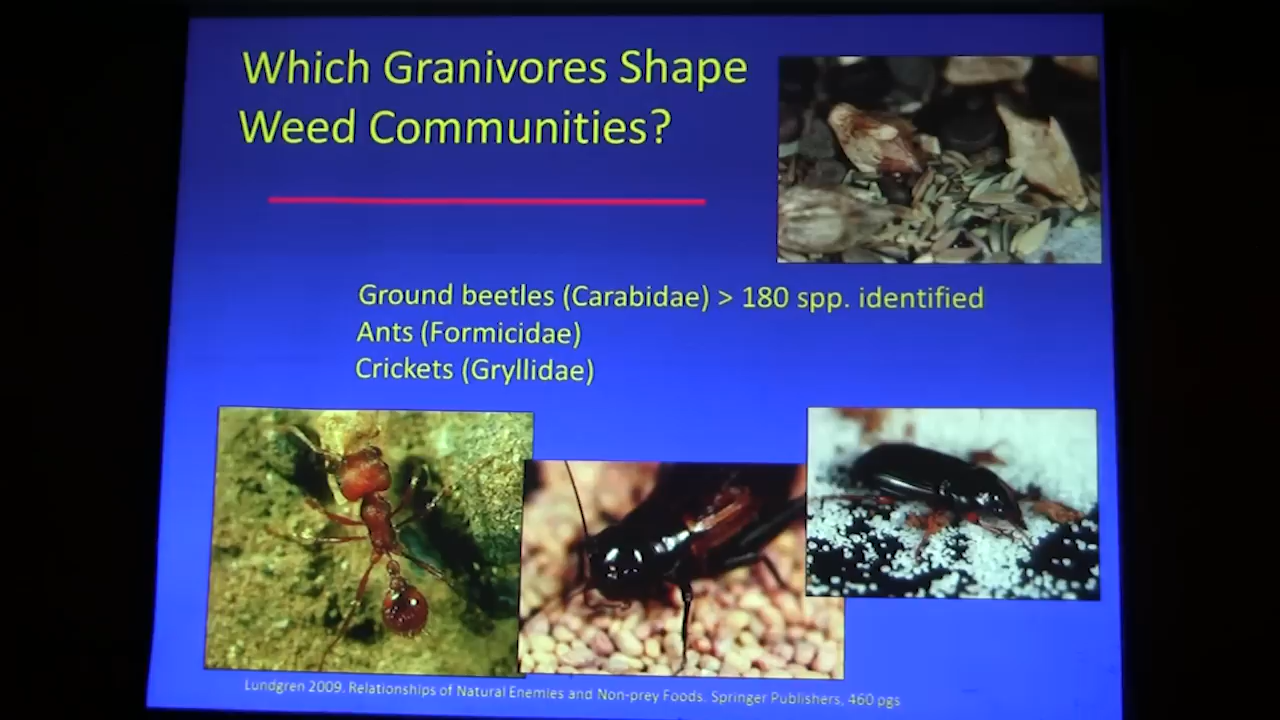 Which Granivores Shape
Weed Communities?
Ground beetles (Carabidae) > 180 spp. identified
Ants (Formicidae)
Crickets (Gryllidae)
Lundgren 2009. Relationships of Natural Enemies and Non-prey Foods. Springer Publishers, 460 pgs